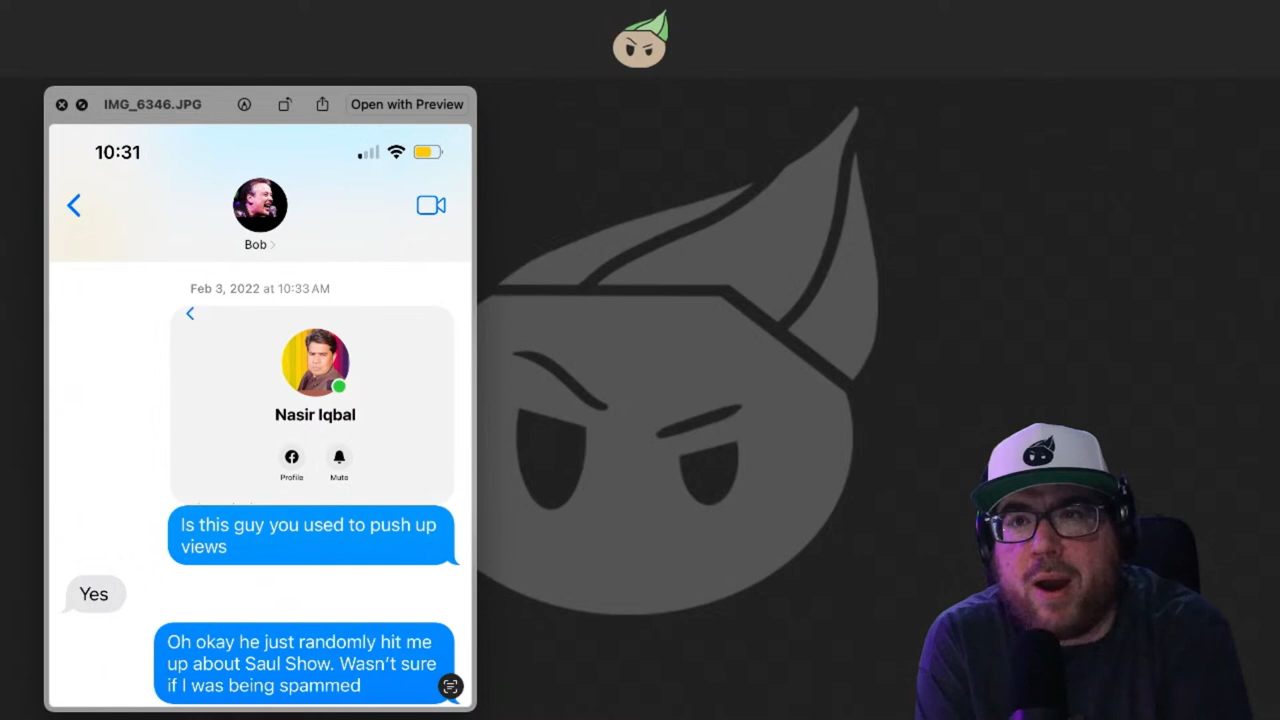 IMG_6346.JPG
Open with Preview
10:31
Bob
Feb 3, 2022 at 10:33 AM
Nasir Iqbal
Profile Mute
Is this guy you used to push up
views
Yes
Oh okay he just randomly hit me
up about Saul Show. Wasn't sure
if I was being spammed